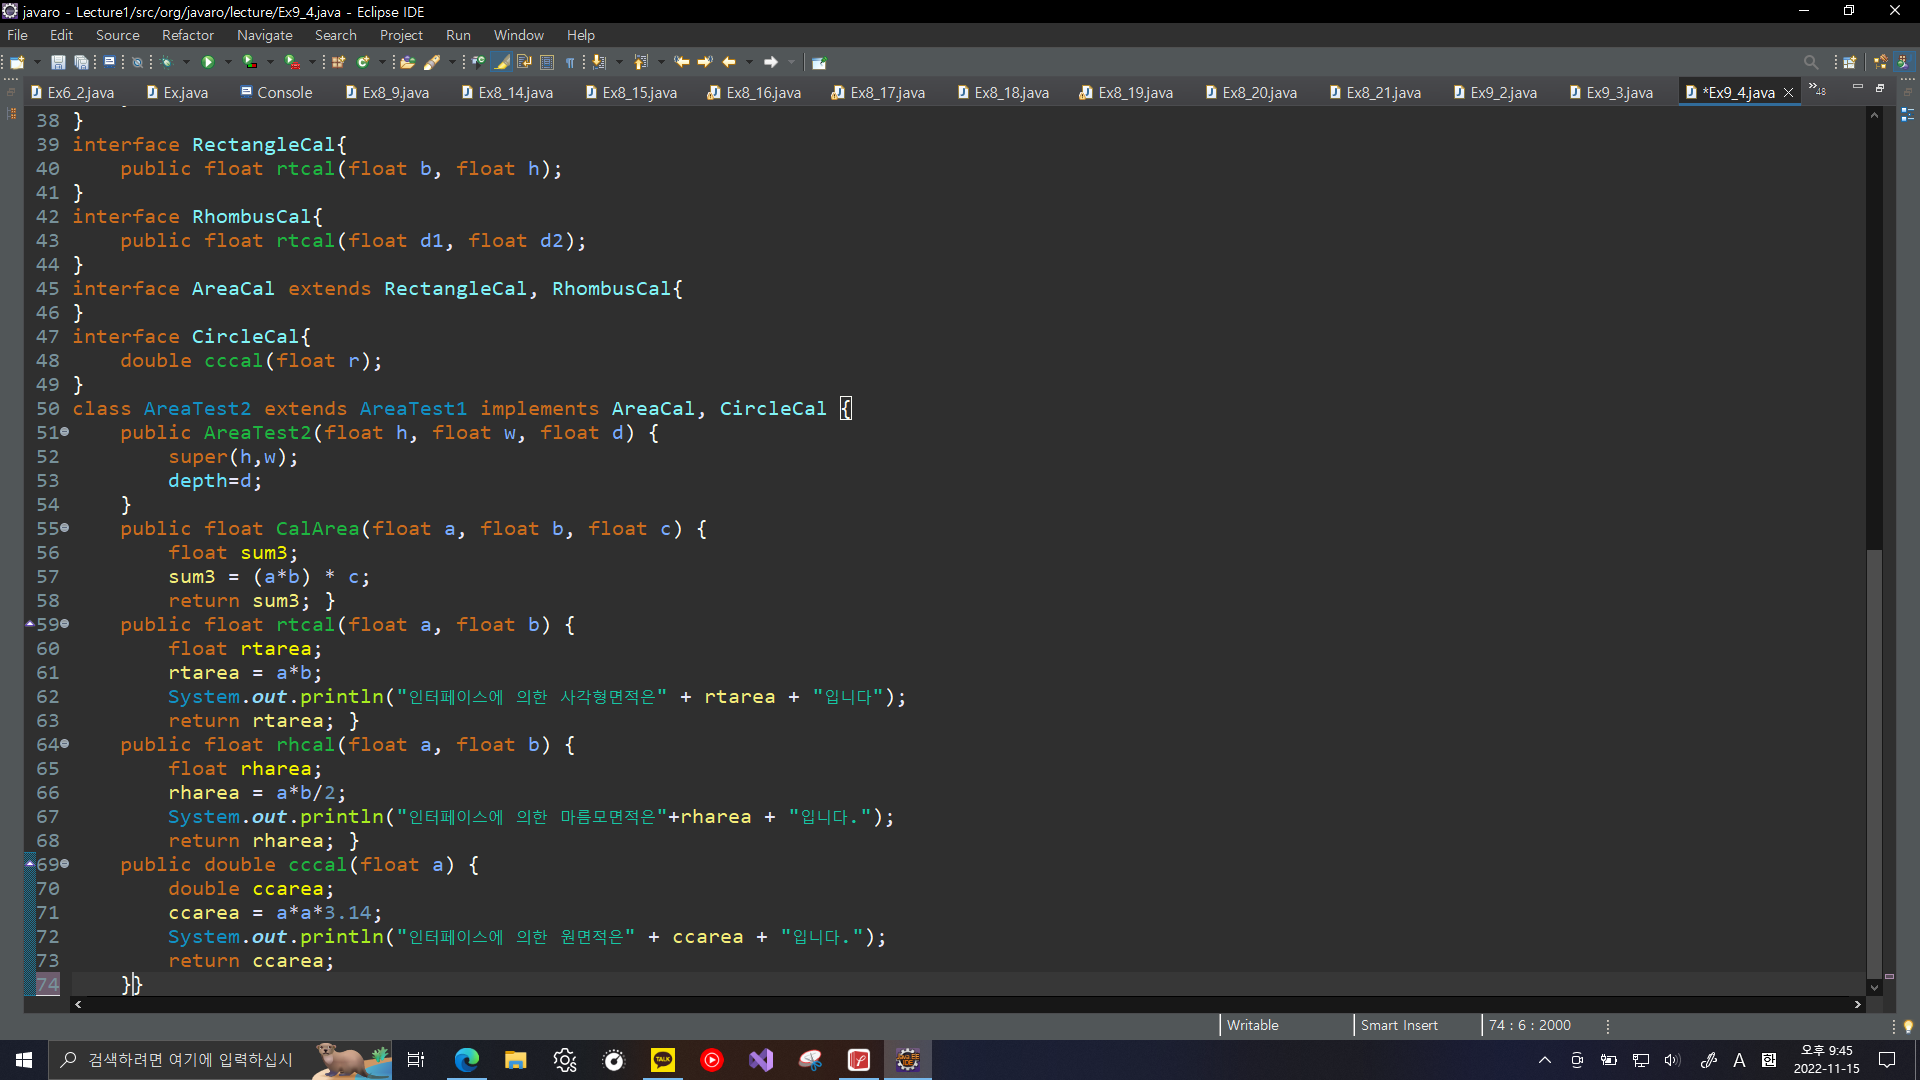 javaro - Lecture1/src/org/javaro/lecture/Ex9_4.java - Eclipse IDE
File Edit Source Refactor Navigate Search Project Run Window Help
Ex6_2.java Ex.java Console Ex8_9.java Ex8_14.java Ex8_15.java Ex8_16.java Ex8_17.java Ex8_18.java Ex8_19.java Ex8_20.java Ex8_21.java Ex9_2.java Ex9_3.java *Ex9_4.java »48
38 }
39 interface RectangleCal{
40     public float rtcal(float b, float h);
41 }
42 interface RhombusCal{
43     public float rtcal(float d1, float d2);
44 }
45 interface AreaCal extends RectangleCal, RhombusCal{
46 }
47 interface CircleCal{
48     double cccal(float r);
49 }
50 class AreaTest2 extends AreaTest1 implements AreaCal, CircleCal {
51     public AreaTest2(float h, float w, float d) {
52         super(h,w);
53         depth=d;
54     }
55     public float CalArea(float a, float b, float c) {
56         float sum3;
57         sum3 = (a*b) * c;
58         return sum3; }
59     public float rtcal(float a, float b) {
60         float rtarea;
61         rtarea = a*b;
62         System.out.println("인터페이스에 의한 사각형면적은" + rtarea + "입니다");
63         return rtarea; }
64     public float rhcal(float a, float b) {
65         float rharea;
66         rharea = a*b/2;
67         System.out.println("인터페이스에 의한 마름모면적은"+rharea + "입니다.");
68         return rharea; }
69     public double cccal(float a) {
70         double ccarea;
71         ccarea = a*a*3.14;
72         System.out.println("인터페이스에 의한 원면적은" + ccarea + "입니다.");
73         return ccarea;
74     }}
Writable Smart Insert 74 : 6 : 2000
검색하려면 여기에 입력하십시
TALK
A
오후 9:45
2022-11-15